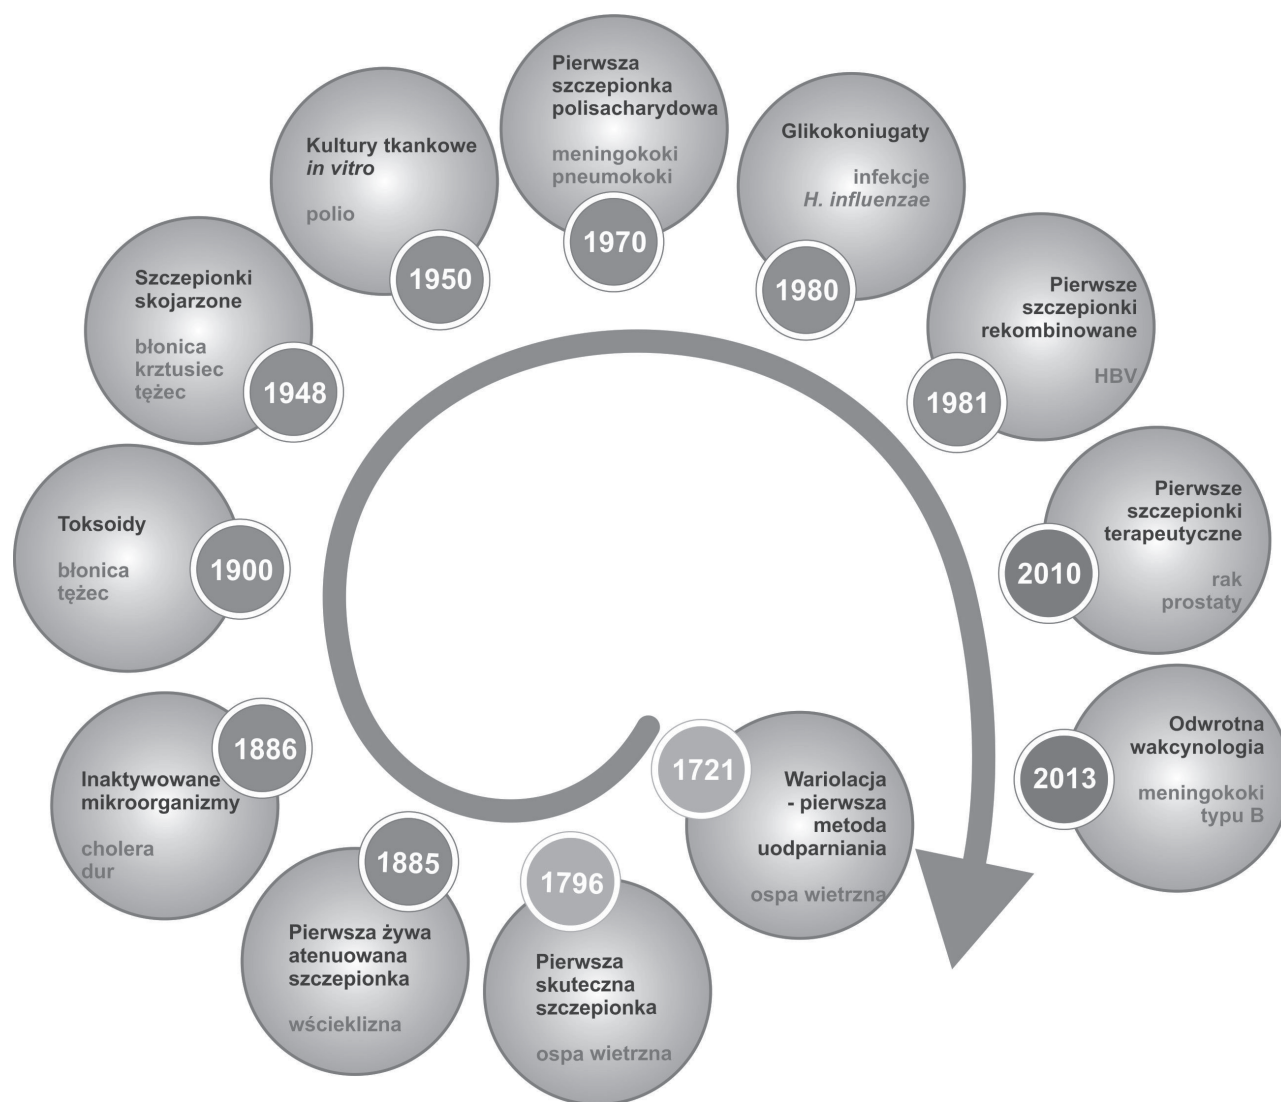 1721
Wariolacja
- pierwsza
metoda
uodparniania
ospa wietrzna
1796
Pierwsza
skuteczna
szczepionka
ospa wietrzna
1885
Pierwsza żywa
atenuowana
szczepionka
wścieklizna
1886
Inaktywowane
mikroorganizmy
cholera
dur
1900
Toksoidy
błonica
tężec
1948
Szczepionki
skojarzone
błonica
krztusiec
tężec
1950
Kultury tkankowe
in vitro
polio
1970
Pierwsza
szczepionka
polisacharydowa
meningokoki
pneumokoki
1980
Glikokoniugaty
infekcje
H. influenzae
1981
Pierwsze
szczepionki
rekombinowane
HBV
2010
Pierwsze
szczepionki
terapeutyczne
rak
prostaty
2013
Odwrotna
wakcynologia
meningokoki
typu B